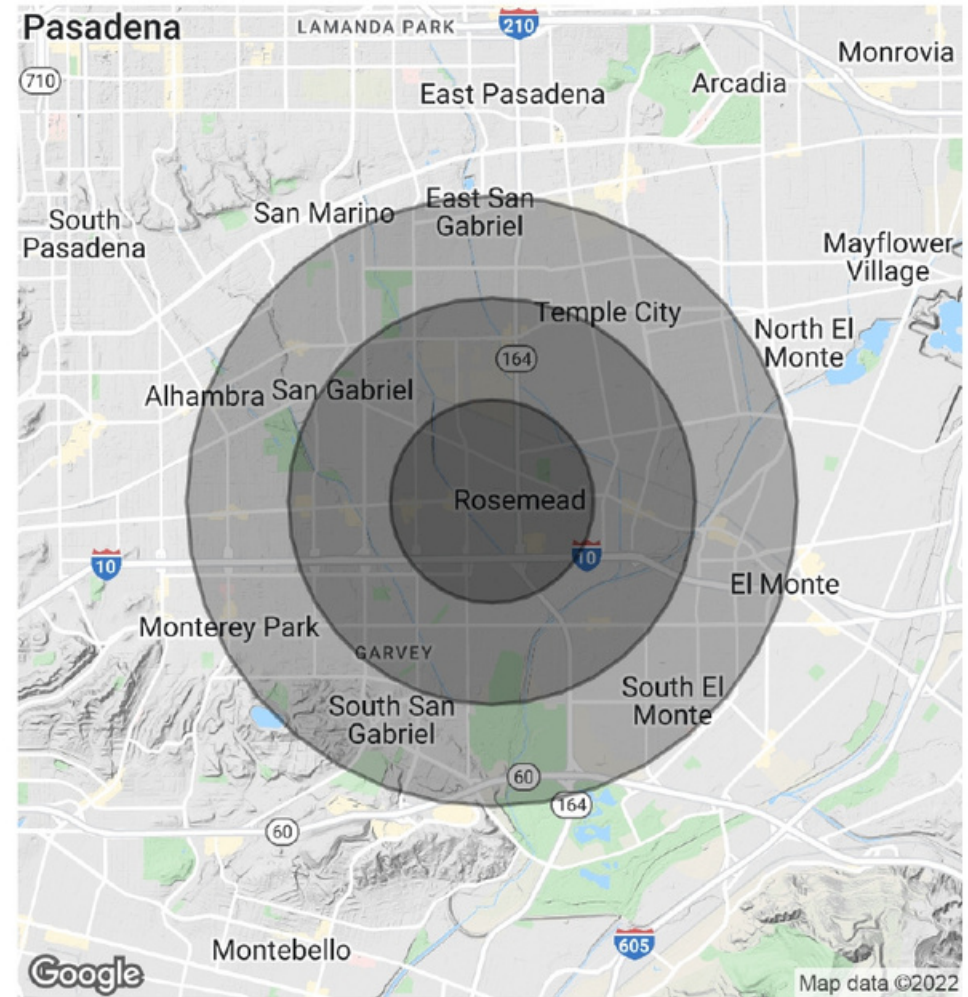 Pasadena
LAMANDA PARK
210
Monrovia
710
East Pasadena
Arcadia
East San
Gabriel
San Marino
South
Pasadena
Mayflower
Village
Temple City
North El
Monte
164
Alhambra
San Gabriel
Rosemead
10
10
El Monte
Monterey Park
GARVEY
South El
Monte
South San
Gabriel
60
164
60
Montebello
605
Google
Map data ©2022